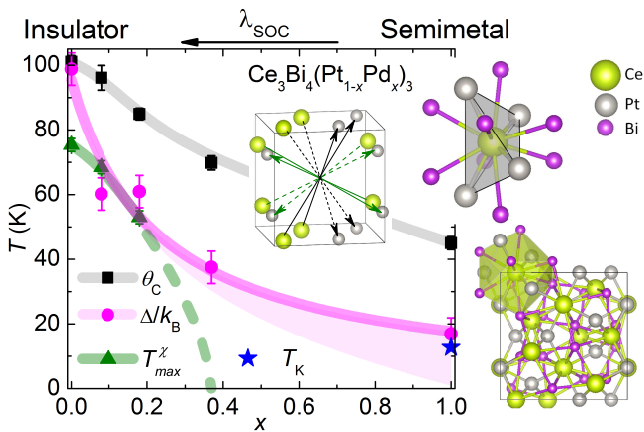 Insulator
λSOC
Semimetal
Ce3Bi4(Pt1-xPdx)3
T (K)
100
80
60
40
20
0
0.0
0.2
0.4
0.6
0.8
1.0
x
θC
Δ/kB
Tχmax
TK
Ce
Pt
Bi